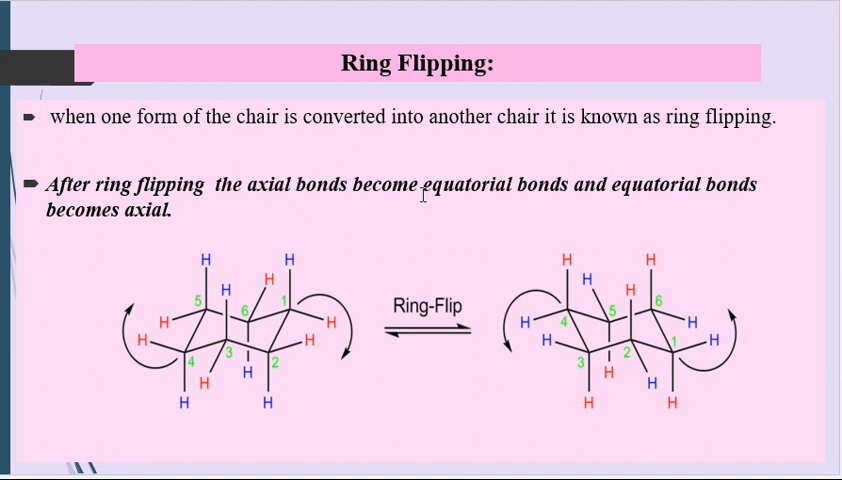 Ring Flipping:
when one form of the chair is converted into another chair it is known as ring flipping.
After ring flipping the axial bonds become equatorial bonds and equatorial bonds
becomes axial.
H H H H
H H
5 6 1 5 6
H H Ring-Flip H 4 H
H H H 1 H
4 3 2 3 2
H H H H
H H H H